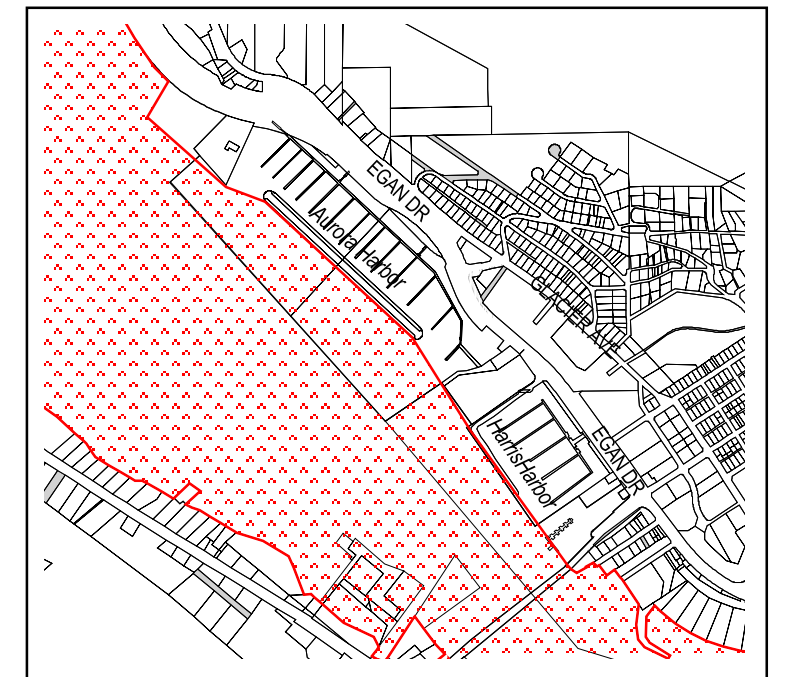 EGAN DR
Aurora Harbor
GLACIER AVE
HarrisHarbor
EGAN DR